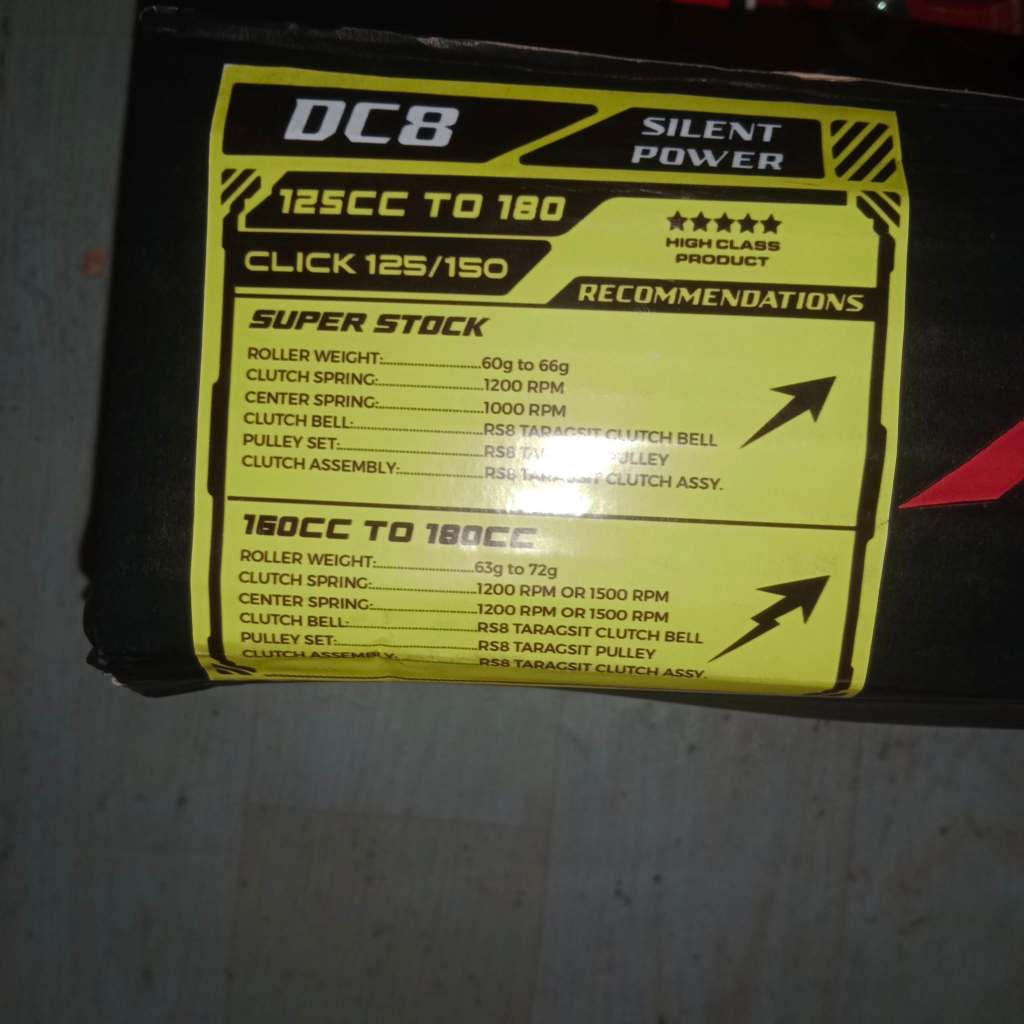 DC8
SILENT
POWER
125CC TO 180
CLICK 125/150
★★★★★
HIGH CLASS
PRODUCT
RECOMMENDATIONS
SUPER STOCK
ROLLER WEIGHT:..............................60g to 66g
CLUTCH SPRING:..............................1200 RPM
CENTER SPRING:..............................1000 RPM
CLUTCH BELL:..............................RS8 TARAGSIT CLUTCH BELL
PULLEY SET:..............................RS8 PULLEY
CLUTCH ASSEMBLY:..............................RS8 TARAGSIT CLUTCH ASSY.
160CC TO 180CC
ROLLER WEIGHT:..............................63g to 72g
CLUTCH SPRING:..............................1200 RPM OR 1500 RPM
CENTER SPRING:..............................1200 RPM OR 1500 RPM
CLUTCH BELL:..............................RS8 TARAGSIT CLUTCH BELL
PULLEY SET:..............................RS8 TARAGSIT PULLEY
CLUTCH ASSEMBLY:..............................RS8 TARAGSIT CLUTCH ASSY.